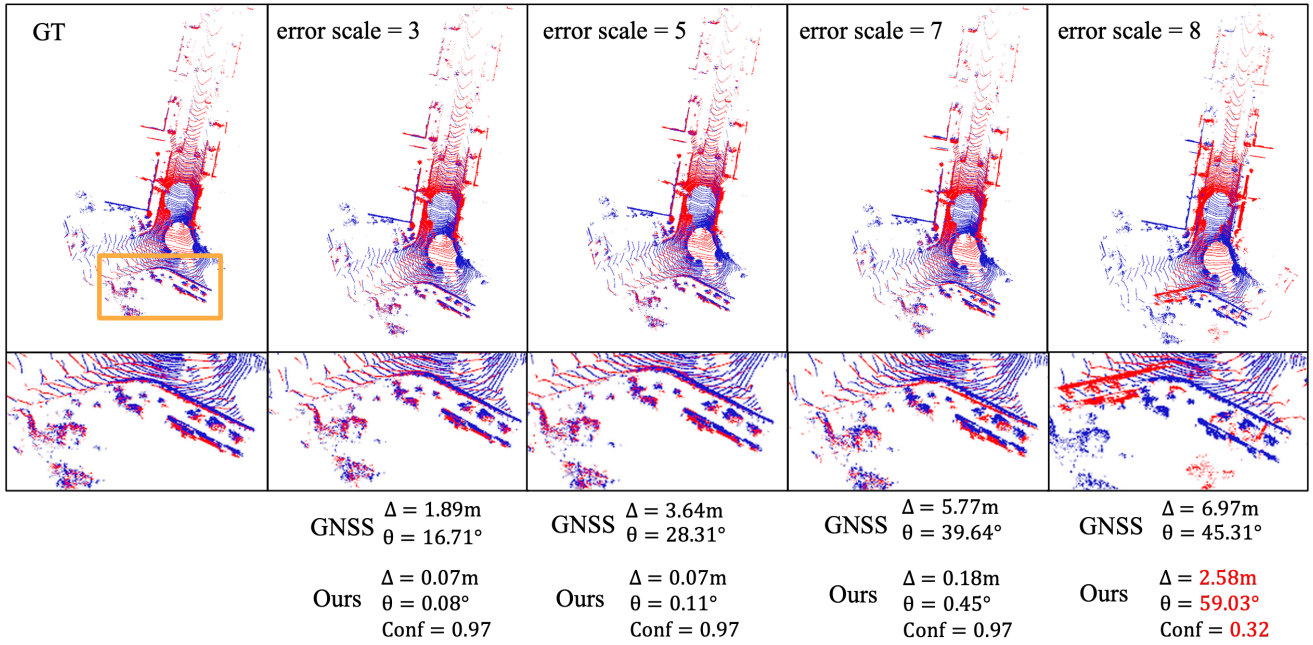 GT
error scale = 3
error scale = 5
error scale = 7
error scale = 8
GNSS
Δ = 1.89m
θ = 16.71°
GNSS
Δ = 3.64m
θ = 28.31°
GNSS
Δ = 5.77m
θ = 39.64°
GNSS
Δ = 6.97m
θ = 45.31°
Ours
Δ = 0.07m
θ = 0.08°
Conf = 0.97
Ours
Δ = 0.07m
θ = 0.11°
Conf = 0.97
Ours
Δ = 0.18m
θ = 0.45°
Conf = 0.97
Ours
Δ = 2.58m
θ = 59.03°
Conf = 0.32